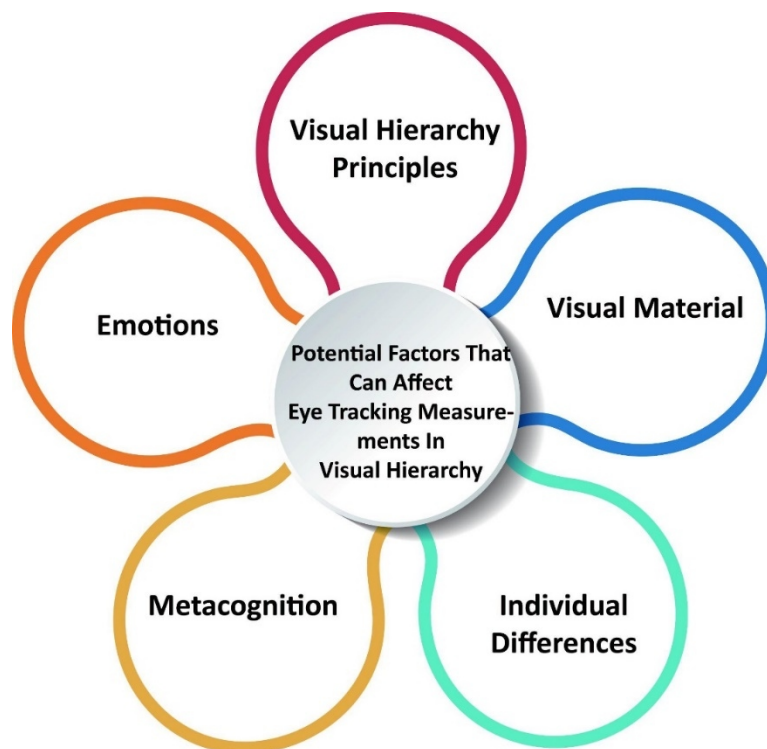 Visual Hierarchy
Principles
Emotions
Visual Material
Potential Factors That
Can Affect
Eye Tracking Measure-
ments In
Visual Hierarchy
Metacognition
Individual
Differences